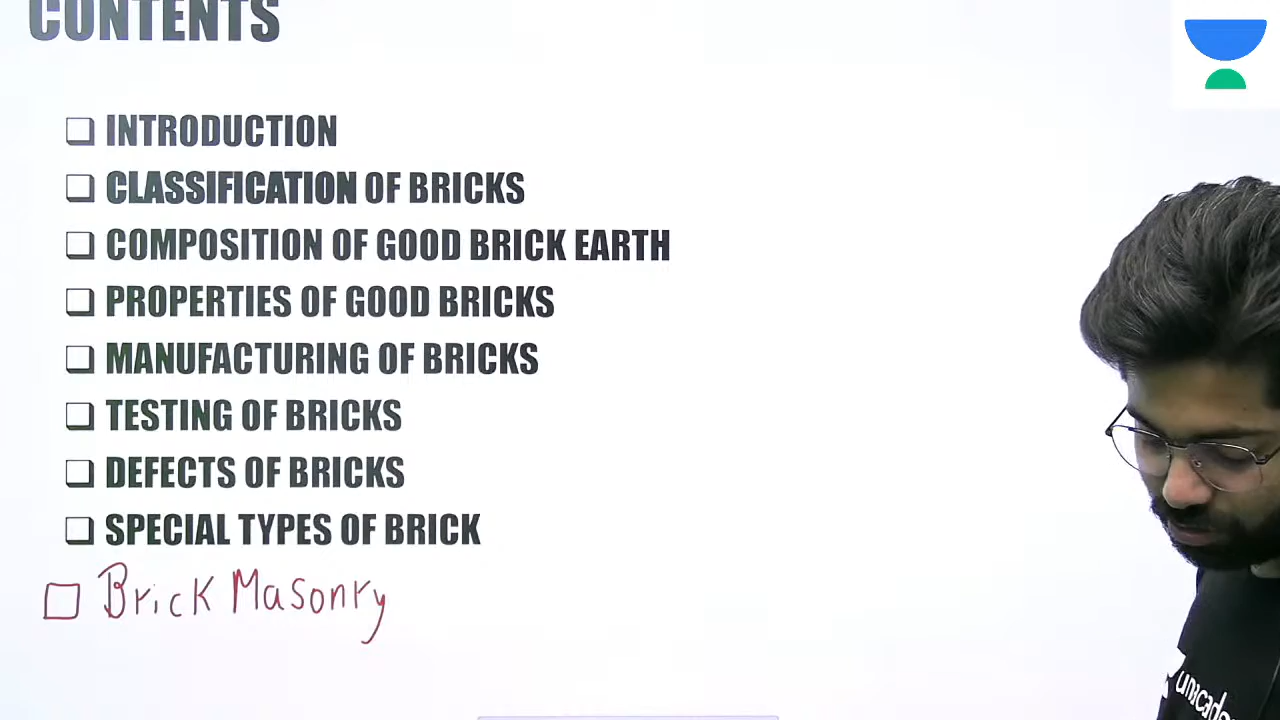 CONTENTS
❑ INTRODUCTION
❑ CLASSIFICATION OF BRICKS
❑ COMPOSITION OF GOOD BRICK EARTH
❑ PROPERTIES OF GOOD BRICKS
❑ MANUFACTURING OF BRICKS
❑ TESTING OF BRICKS
❑ DEFECTS OF BRICKS
❑ SPECIAL TYPES OF BRICK
□ Brick Masonry